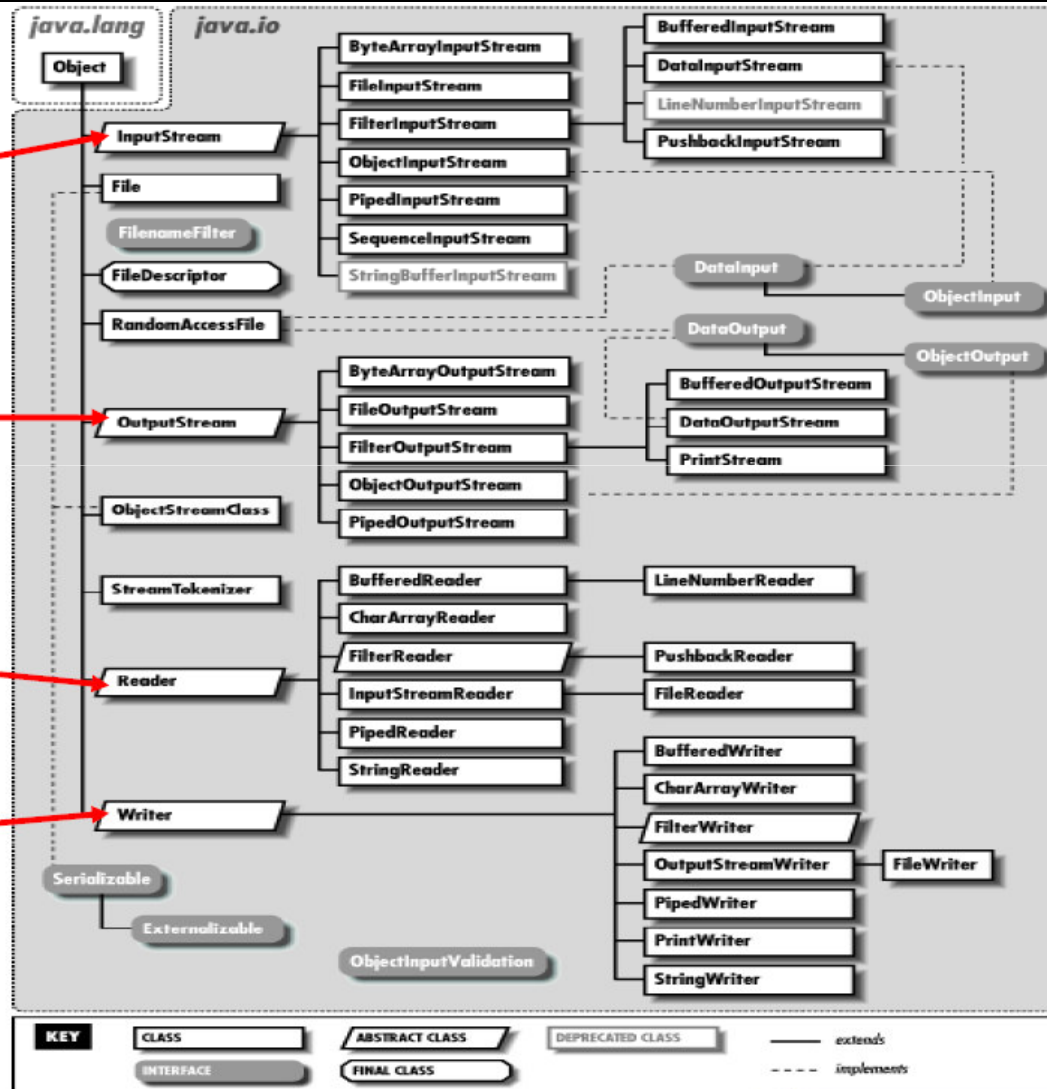 java.lang
java.io
Object
InputStream
File
FilenameFilter
FileDescriptor
RandomAccessFile
OutputStream
ObjectStreamClass
StreamTokenizer
Reader
Writer
Serializable
Externalizable
ByteArrayInputStream
FileInputStream
FilterInputStream
ObjectInputStream
PipedInputStream
SequenceInputStream
StringBufferInputStream
BufferedInputStream
DataInputStream
LineNumberInputStream
PushbackInputStream
DataInput
ObjectInput
DataOutput
ObjectOutput
ByteArrayOutputStream
FileOutputStream
FilterOutputStream
ObjectOutputStream
PipedOutputStream
BufferedOutputStream
DataOutputStream
PrintStream
BufferedReader
CharArrayReader
FilterReader
InputStreamReader
PipedReader
StringReader
LineNumberReader
PushbackReader
FileReader
BufferedWriter
CharArrayWriter
FilterWriter
OutputStreamWriter
FileWriter
PipedWriter
PrintWriter
StringWriter
ObjectInputValidation
KEY
CLASS
ABSTRACT CLASS
DEPRECATED CLASS
extends
INTERFACE
FINAL CLASS
implements